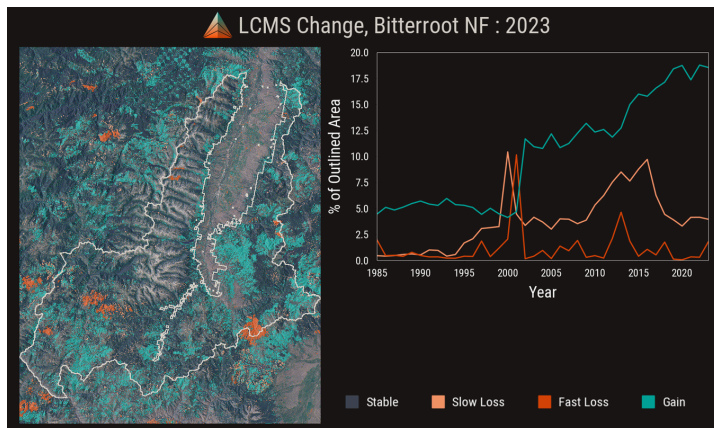 LCMS Change, Bitterroot NF : 2023
20.0
17.5
15.0
12.5
10.0
7.5
5.0
2.5
0.0
% of Outlined Area
1985 1990 1995 2000 2005 2010 2015 2020
Year
Stable Slow Loss Fast Loss Gain